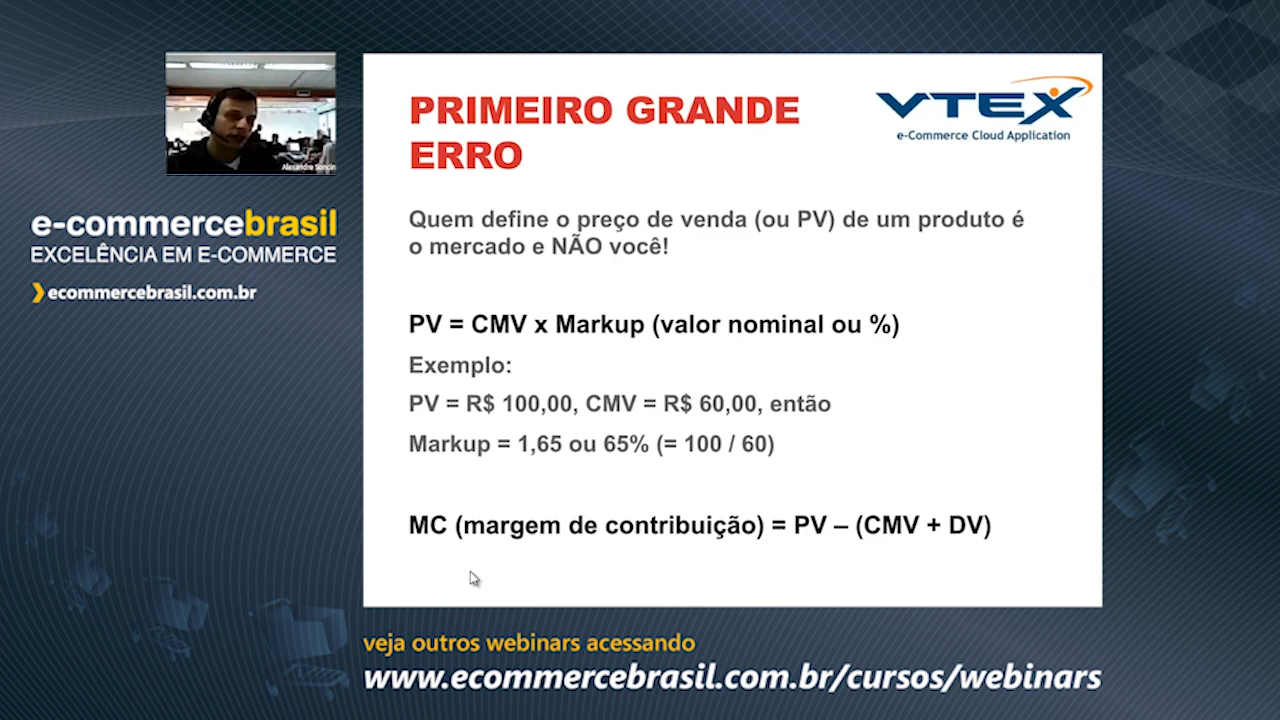 Alexandre Soncin
e-commercebrasil
EXCELÊNCIA EM E-COMMERCE
ecommercebrasil.com.br
PRIMEIRO GRANDE
ERRO
VTEX
e-Commerce Cloud Application
Quem define o preço de venda (ou PV) de um produto é
o mercado e NÃO você!
PV = CMV x Markup (valor nominal ou %)
Exemplo:
PV = R$ 100,00, CMV = R$ 60,00, então
Markup = 1,65 ou 65% (= 100 / 60)
MC (margem de contribuição) = PV – (CMV + DV)
veja outros webinars acessando
www.ecommercebrasil.com.br/cursos/webinars